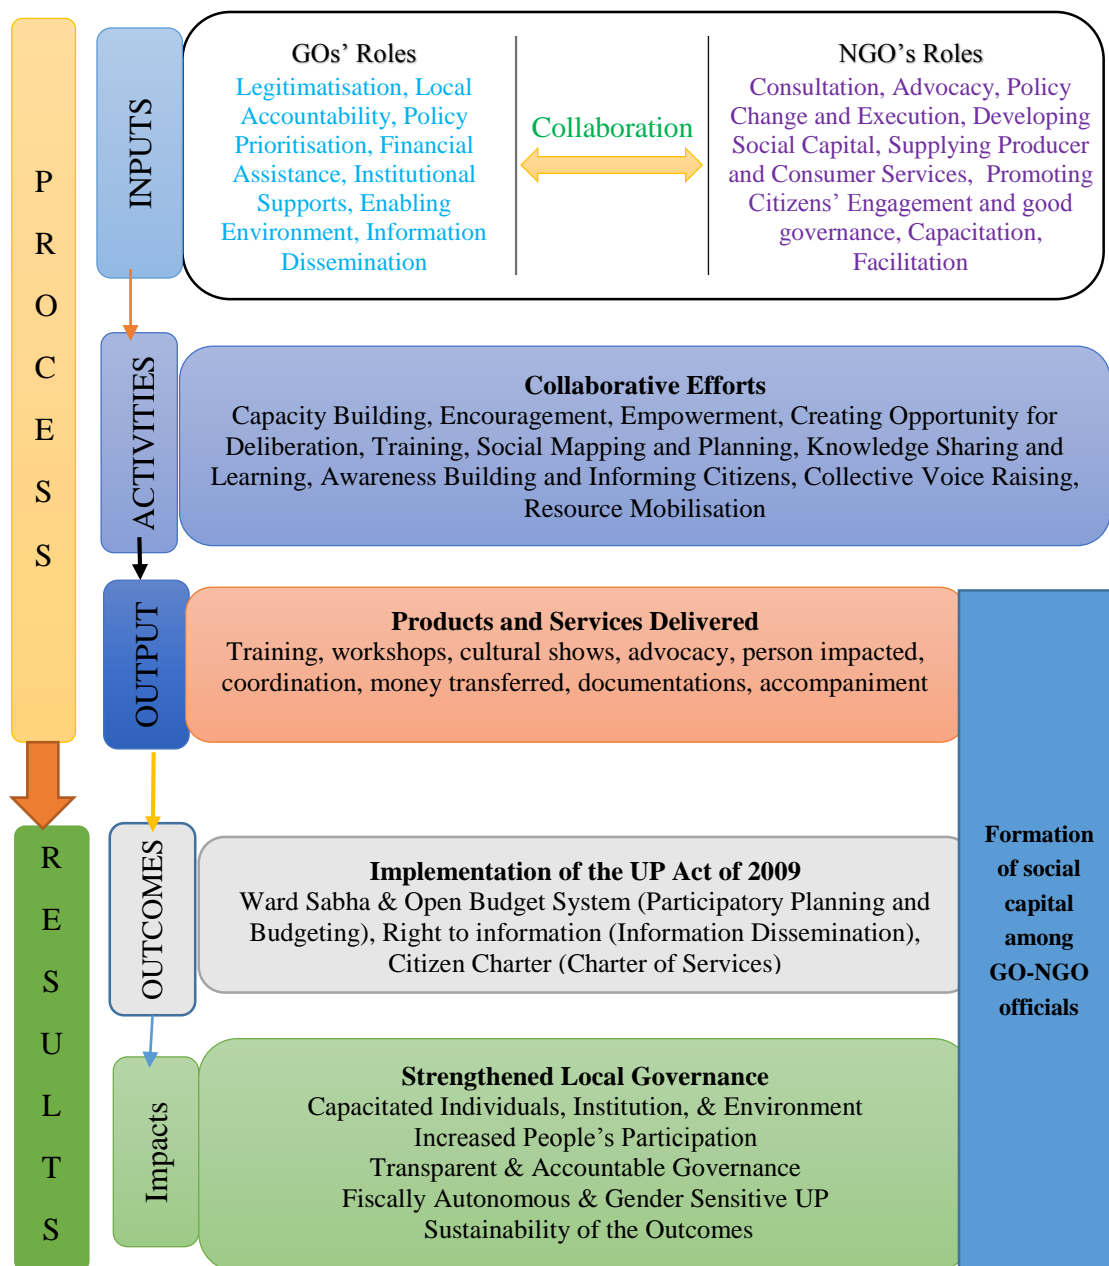 PROCESS
INPUTS
GOs’ Roles
Legitimatisation, Local
Accountability, Policy
Prioritisation, Financial
Assistance, Institutional
Supports, Enabling
Environment, Information
Dissemination
Collaboration
NGO’s Roles
Consultation, Advocacy, Policy
Change and Execution, Developing
Social Capital, Supplying Producer
and Consumer Services, Promoting
Citizens’ Engagement and good
governance, Capacitation,
Facilitation
ACTIVITIES
Collaborative Efforts
Capacity Building, Encouragement, Empowerment, Creating Opportunity for
Deliberation, Training, Social Mapping and Planning, Knowledge Sharing and
Learning, Awareness Building and Informing Citizens, Collective Voice Raising,
Resource Mobilisation
OUTPUT
Products and Services Delivered
Training, workshops, cultural shows, advocacy, person impacted,
coordination, money transferred, documentations, accompaniment
RESULTS
OUTCOMES
Implementation of the UP Act of 2009
Ward Sabha & Open Budget System (Participatory Planning and
Budgeting), Right to information (Information Dissemination),
Citizen Charter (Charter of Services)
Impacts
Strengthened Local Governance
Capacitated Individuals, Institution, & Environment
Increased People’s Participation
Transparent & Accountable Governance
Fiscally Autonomous & Gender Sensitive UP
Sustainability of the Outcomes
Formation
of social
capital
among
GO-NGO
officials